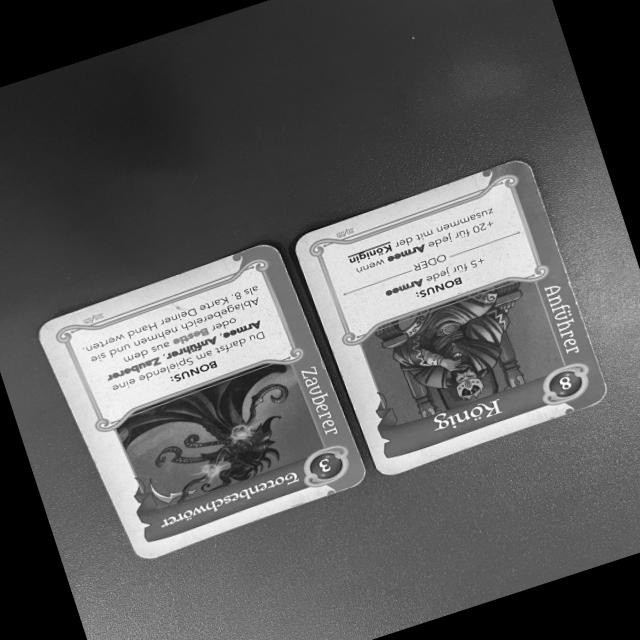 8
König
Anführer
BONUS:
+5 für jede Armee
ODER
+20 für jede Armee wenn
zusammen mit der Königin
3
Totenbeschwörer
Zauberer
BONUS:
Du darfst am Spielende eine
Armee, Anführer, Zauberer
oder Bestie aus dem
Ablagebereich nehmen und sie
als 8. Karte Deiner Hand werten.